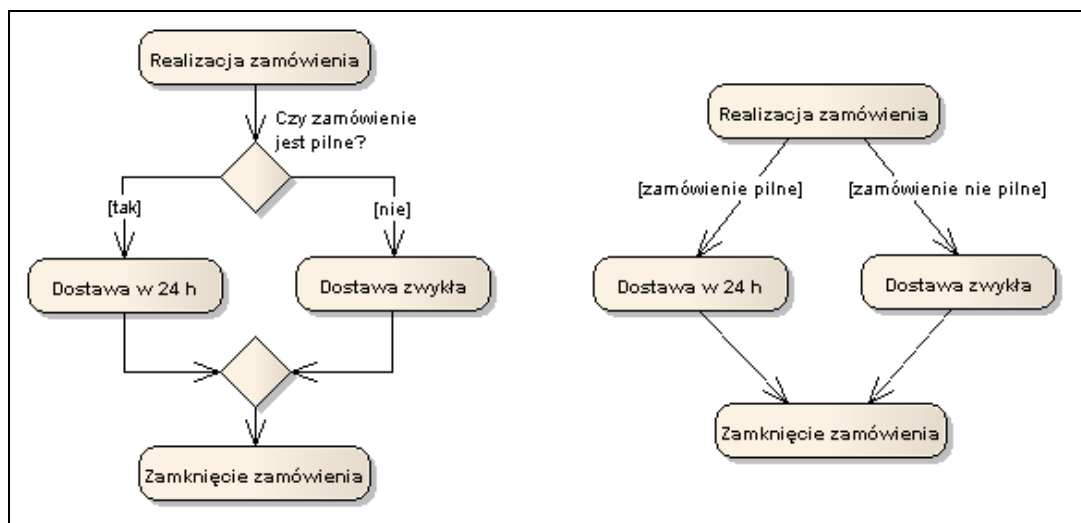 Realizacja zamówienia
Czy zamówienie
jest pilne?
[tak]
[nie]
Dostawa w 24 h
Dostawa zwykła
Zamknięcie zamówienia
Realizacja zamówienia
[zamówienie pilne]
[zamówienie nie pilne]
Dostawa w 24 h
Dostawa zwykła
Zamknięcie zamówienia